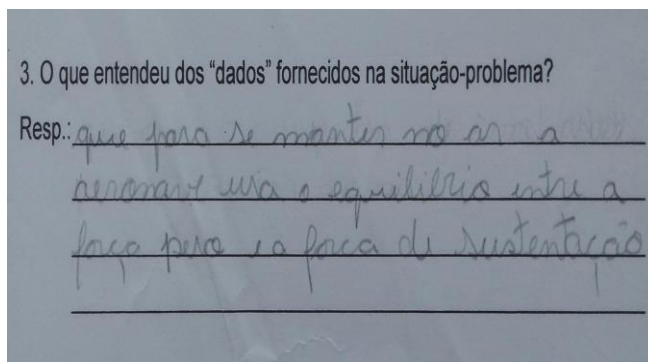 3. O que entendeu dos “dados” fornecidos na situação-problema?
Resp.: que para se manter no ar a
aeronave usa o equilibrio entre a
força peso e a força de sustentação